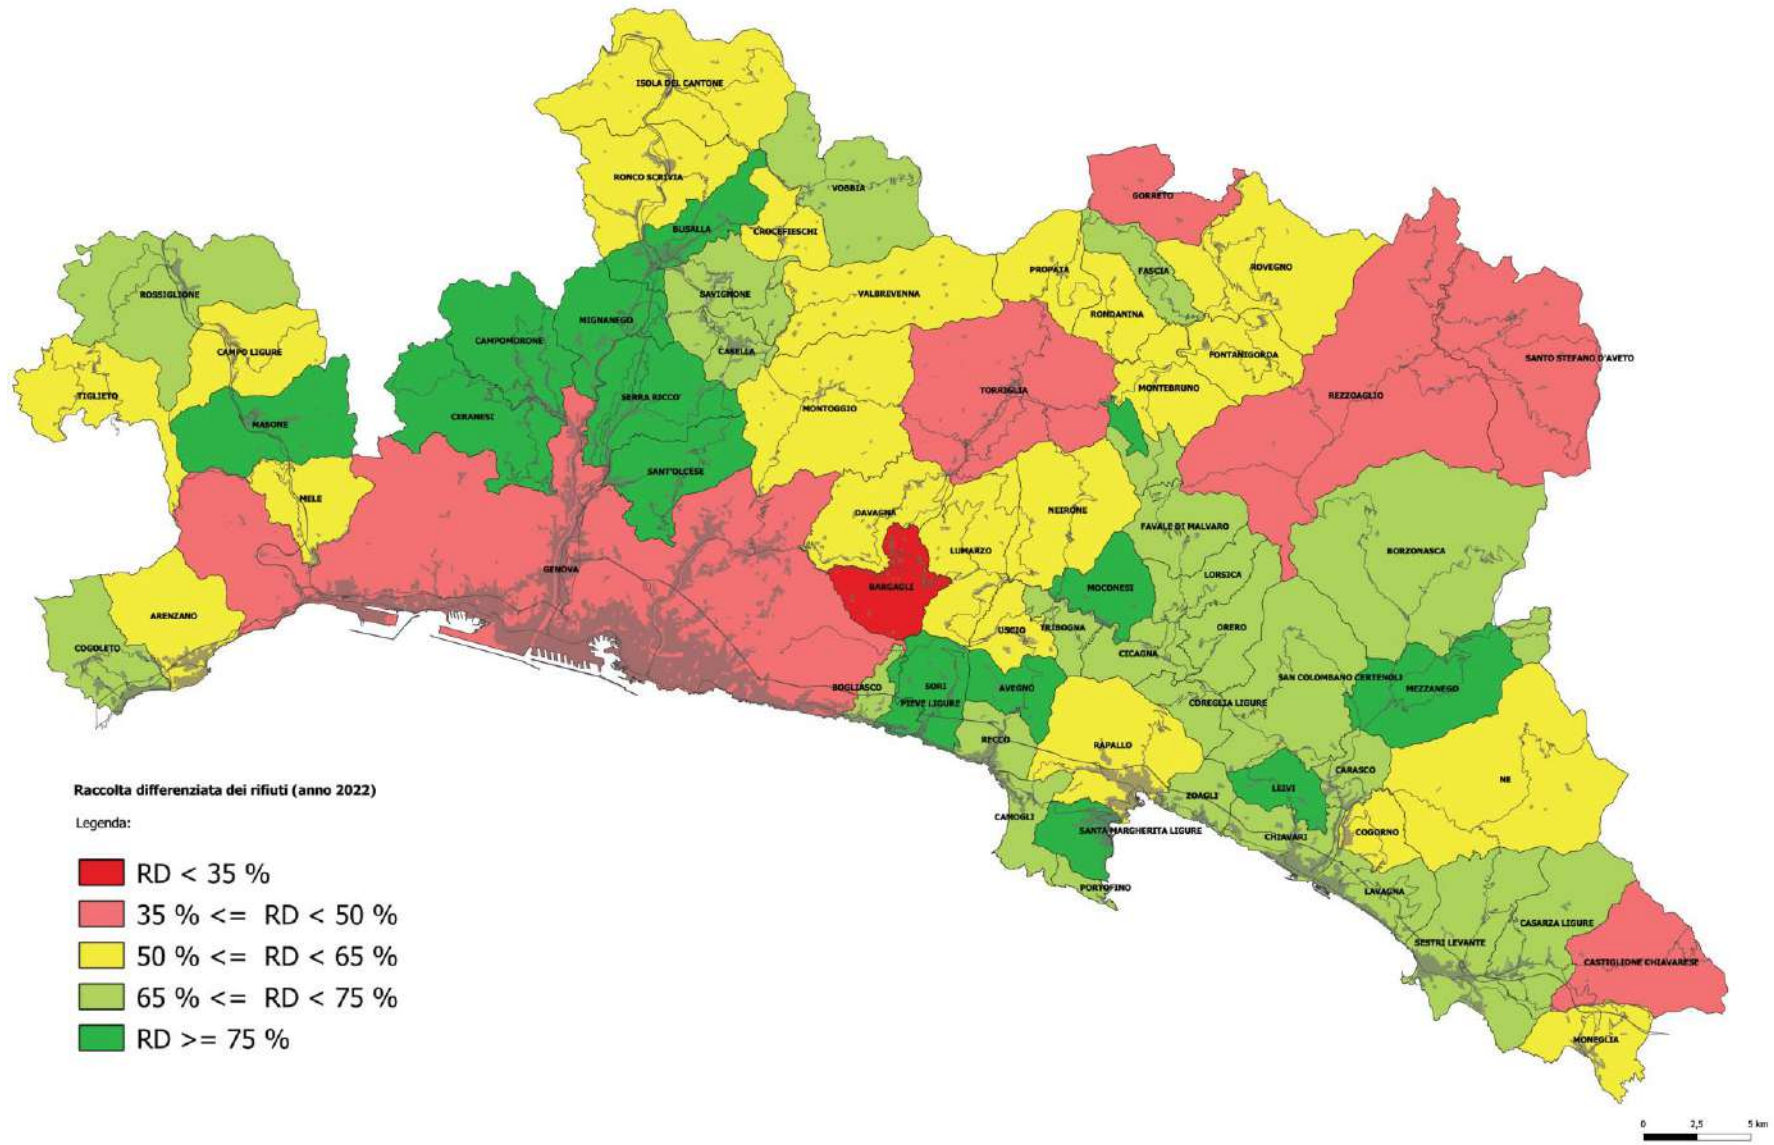 ISOLA DEL CANTONE
RONCO SCRIVIA
VOBBIA
GORRETO
BUSALLA
CROCEFIESCHI
ROSSIGLIONE
SAVIGNONE
VALBREVENNA
PROPATA
FASCIA
ROVEGNO
MIGNANEGO
RONDANINA
CAMPOMORONE
CAMPO LIGURE
CASELLA
FONTANIGORDA
SANTO STEFANO D'AVETO
TIGLIETO
SERRA RICCO'
TORRIGLIA
MONTEBRUNO
REZZOAGLIO
MASONE
CERANESI
MONTOGGIO
SANT'OLCESE
MELE
DAVAGNA
NEIRONE
FAVALE DI MALVARO
GENOVA
LUMARZO
BORZONASCA
BARGAGLI
MOCONESI
LORSICA
ARENZANO
USCIO
TRIBOGNA
ORERO
COGOLETO
CICAGNA
BOGLIASCO
SORI
AVEGNO
SAN COLOMBANO CERTENOLI
MEZZANEGO
PIEVE LIGURE
COREGLIA LIGURE
RECCO
RAPALLO
CARASCO
NE
Raccolta differenziata dei rifiuti (anno 2022)
ZOAGLI
LEIVI
Legenda:
CAMOGLI
SANTA MARGHERITA LIGURE
CHIAVARI
COGORNO
RD < 35 %
PORTOFINO
LAVAGNA
35 % <= RD < 50 %
CASARZA LIGURE
SESTRI LEVANTE
50 % <= RD < 65 %
CASTIGLIONE CHIAVARESE
65 % <= RD < 75 %
RD >= 75 %
MONEGLIA
0 2,5 5 km